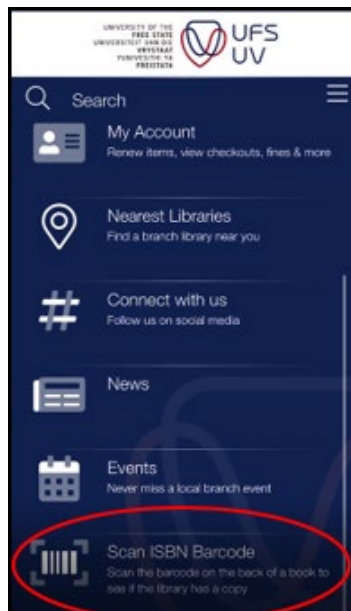 UNIVERSITY OF THE
FREE STATE
UNIVERSITEIT VAN DIE
VRYSTAAT
YUNIVESITHI YA
FREISTATA
UFS
UV
Search
My Account
Renew items, view checkouts, fines & more
Nearest Libraries
Find a branch library near you
Connect with us
Follow us on social media
News
Events
Never miss a local branch event
Scan ISBN Barcode
Scan the barcode on the back of a book to
see if the library has a copy